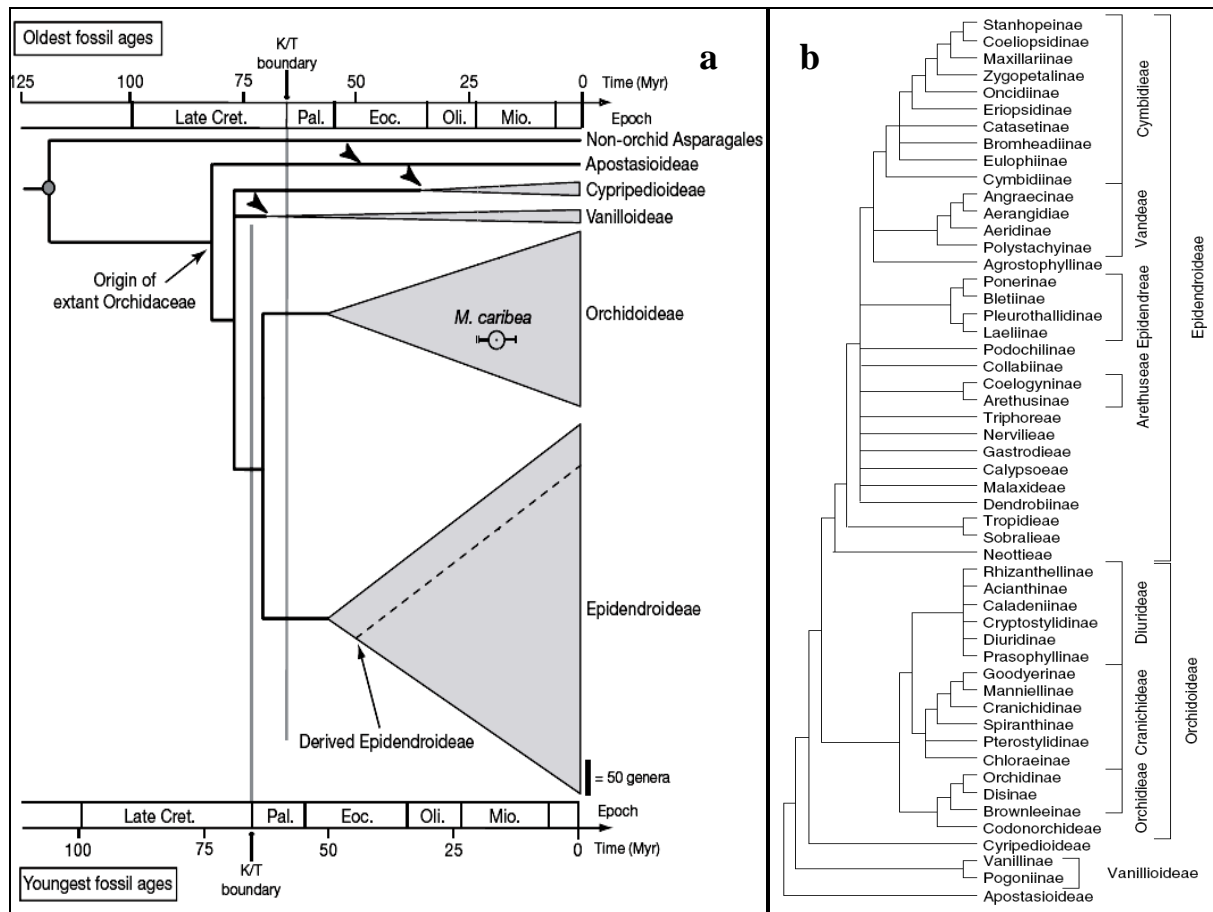 Oldest fossil ages
K/T
boundary
a
125 100 75 50 25 0 Time (Myr)
Late Cret. Pal. Eoc. Oli. Mio. Epoch
Non-orchid Asparagales
Apostasioideae
Cypripedioideae
Vanilloideae
Origin of
extant Orchidaceae
Orchidoideae
M. caribea
Epidendroideae
Derived Epidendroideae
= 50 genera
Late Cret. Pal. Eoc. Oli. Mio. Epoch
100 75 50 25 0 Time (Myr)
K/T
boundary
Youngest fossil ages
b
Stanhopeinae
Coeliopsidinae
Maxillariinae
Zygopetalinae
Oncidiinae
Eriopsidinae
Catasetinae
Bromheadiinae
Eulophiinae
Cymbidiinae
Angraecinae
Aerangidiae
Aeridinae
Polystachyinae
Agrostophyllinae
Ponerinae
Bletiinae
Pleurothallidinae
Laeliinae
Podochilinae
Collabiinae
Coelogyninae
Arethusinae
Triphoreae
Nervilieae
Gastrodieae
Calypsoeae
Malaxideae
Dendrobiinae
Tropidieae
Sobralieae
Neottieae
Rhizanthellinae
Acianthinae
Caladeniinae
Cryptostylidinae
Diuridinae
Prasophyllinae
Goodyerinae
Manniellinae
Cranichidinae
Spiranthinae
Pterostylidinae
Chloraeinae
Orchidinae
Disinae
Brownleeinae
Codonorchideae
Cyripedioideae
Vanillinae
Pogoniinae
Apostasioideae
Cymbidieae
Vandeae
Epidendreae
Arethuseae
Epidendroideae
Diurideae
Cranichideae
Orchidieae
Orchidoideae
Vanillioideae